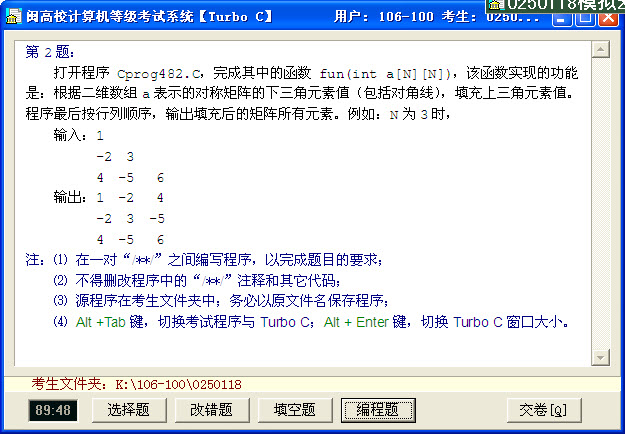 闽高校计算机等级考试系统【Turbo C】 用户: 106-100 考生: 0250...
0250118模拟2
第 2 题:
打开程序 Cprog482.C, 完成其中的函数 fun(int a[N][N]), 该函数实现的功能
是: 根据二维数组 a 表示的对称矩阵的下三角元素值(包括对角线), 填充上三角元素值。
程序最后按行列顺序, 输出填充后的矩阵所有元素。例如: N 为 3 时,
输入: 1
-2 3
4 -5 6
输出: 1 -2 4
-2 3 -5
4 -5 6
注: ⑴ 在一对“/**/”之间编写程序, 以完成题目的要求;
⑵ 不得删改程序中的“/**/”注释和其它代码;
⑶ 源程序在考生文件夹中; 务必以原文件名保存程序;
⑷ Alt +Tab 键, 切换考试程序与 Turbo C; Alt + Enter 键, 切换 Turbo C 窗口大小。
考生文件夹: K:\106-100\0250118
89:48 选择题 改错题 填空题 编程题 交卷[Q]